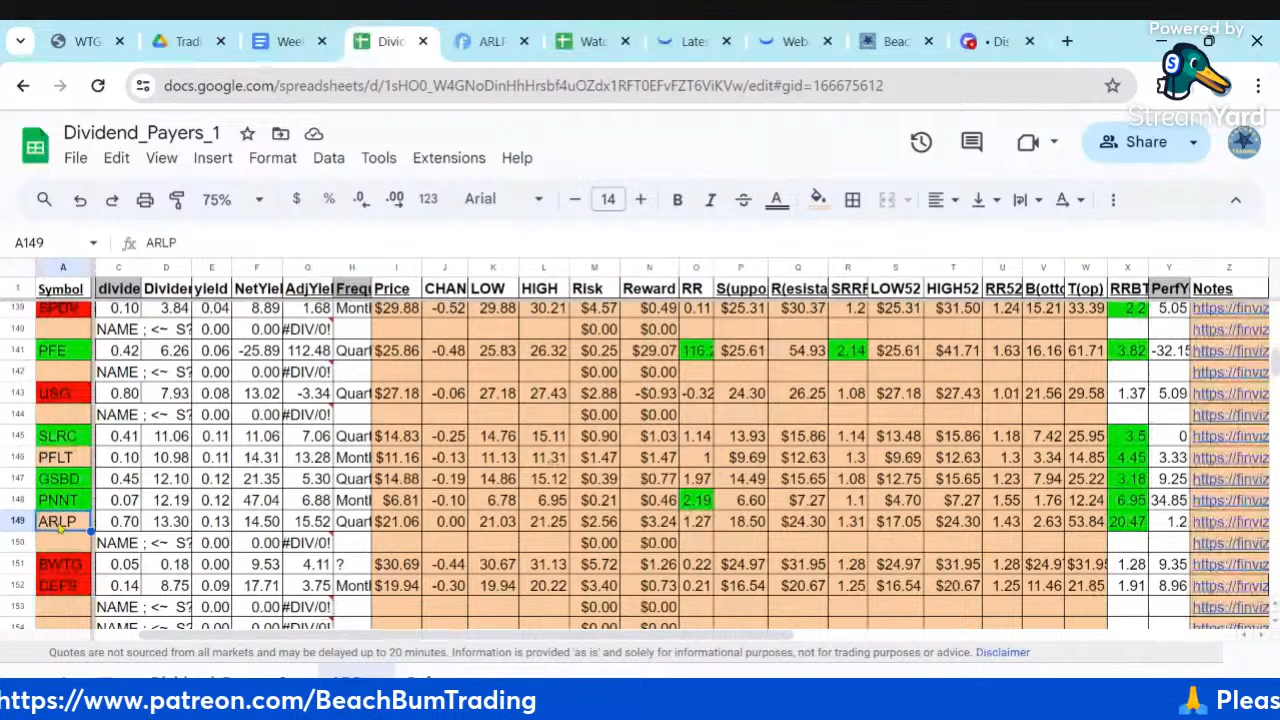 Powered by
StreamYard
WTG
Tradi
Wee
Divic
ARL
Watc
Lates
Web
Beac
• Dis
docs.google.com/spreadsheets/d/1sHO0_W4GMoDinHhHrsbf4uOZdx1RFT0EFvFZT6ViKVw/edit#gid=166675612
Dividend_Payers_1
File Edit View Insert Format Data Tools Extensions Help
Share
75% $ % .0 .00 123 Arial 14 B I A
A149 fx ARLP
A C D E F G H I J K L M N O P Q R S T U V W X Y Z
1 Symbol divide Divider yield NetYiel AdjYiel Frequ Price CHAN LOW HIGH Risk Reward RR S(uppo R(esista SRRF LOW52 HIGH52 RR52 B(otto T(op) RRBT PerfY Notes
139 0.10 3.84 0.04 8.89 1.68 Mont $29.88 -0.52 29.88 30.21 $4.57 $0.49 0.11 $25.31 $30.37 1.2 $25.31 $31.50 1.24 15.21 33.39 2.2 5.05 https://finviz
140 NAME ; <~ S? 0.00 0.00 #DIV/0! $0.00 $0.00 https://finviz
141 PFE 0.42 6.26 0.06 -25.89 112.48 Quart $25.86 -0.48 25.83 26.32 $0.25 $29.07 116.2 $25.61 54.93 2.14 $25.61 $41.71 1.63 16.16 61.71 3.82 -32.15 https://finviz
142 NAME ; <~ S? 0.00 0.00 #DIV/0! $0.00 $0.00 https://finviz
143 USG 0.80 7.93 0.08 13.02 -3.34 Quart $27.18 -0.06 27.18 27.43 $2.88 -$0.93 -0.32 24.30 26.25 1.08 $27.18 $27.43 1.08 21.56 29.58 1.37 5.09 https://finviz
144 NAME ; <~ S? 0.00 0.00 #DIV/0! $0.00 $0.00 https://finviz
145 SLRC 0.41 11.06 0.11 11.06 7.06 Quart $14.83 -0.25 14.76 15.11 $0.90 $1.03 1.14 13.93 $15.86 1.14 $13.48 $15.86 1.18 7.42 25.95 3.5 0 https://finviz
146 PFLT 0.10 10.98 0.11 14.31 13.28 Mont $11.16 -0.13 11.13 11.31 $1.47 $1.47 1 $9.69 $12.63 1.3 $9.69 $12.63 1.3 3.34 14.85 4.45 3.33 https://finviz
147 GSBD 0.45 12.10 0.12 21.35 5.30 Quart $14.88 -0.19 14.86 15.12 $0.39 $0.77 1.97 14.49 $15.65 1.08 $12.75 $15.65 1.23 7.94 25.22 3.18 9.25 https://finviz
148 PNNT 0.07 12.19 0.12 47.04 6.88 Mont $6.81 -0.10 6.78 6.95 $0.21 $0.46 2.19 6.60 $7.27 1.1 $4.70 $7.27 1.55 1.76 12.24 6.95 34.85 https://finviz
149 ARLP 0.70 13.30 0.13 14.50 15.52 Quart $21.06 0.00 21.03 21.25 $2.56 $3.24 1.27 18.50 $24.30 1.31 $17.05 $24.30 1.43 2.63 53.84 20.47 1.2 https://finviz
150 NAME ; <~ S? 0.00 0.00 #DIV/0! $0.00 $0.00 https://finviz
151 BWTG 0.05 0.18 0.00 9.53 4.11 ? $30.69 -0.44 30.67 31.13 $5.72 $1.26 0.22 $24.97 $31.95 1.28 $24.97 $31.95 1.28 $24.9 $31.95 1.28 9.35 https://finviz
152 DEFS 0.14 8.75 0.09 17.71 3.75 Month $19.94 -0.30 19.94 20.22 $3.40 $0.73 0.21 $16.54 $20.67 1.25 $16.54 $20.67 1.25 11.46 21.85 1.91 8.96 https://finviz
153 NAME ; <~ S? 0.00 0.00 #DIV/0! $0.00 $0.00 https://finviz
Quotes are not sourced from all markets and may be delayed up to 20 minutes. Information is provided 'as is' and solely for informational purposes, not for trading purposes or advice. Disclaimer
https://www.patreon.com/BeachBumTrading
Pleas